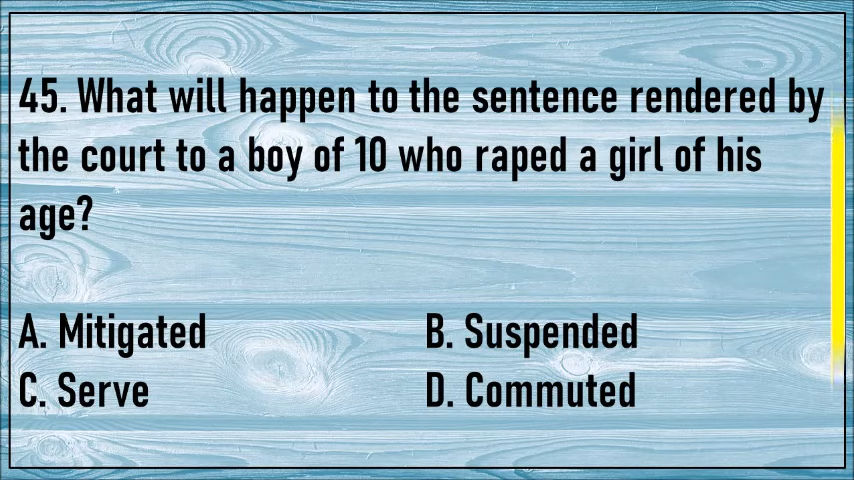 45. What will happen to the sentence rendered by
the court to a boy of 10 who raped a girl of his
age?
A. Mitigated B. Suspended
C. Serve D. Commuted